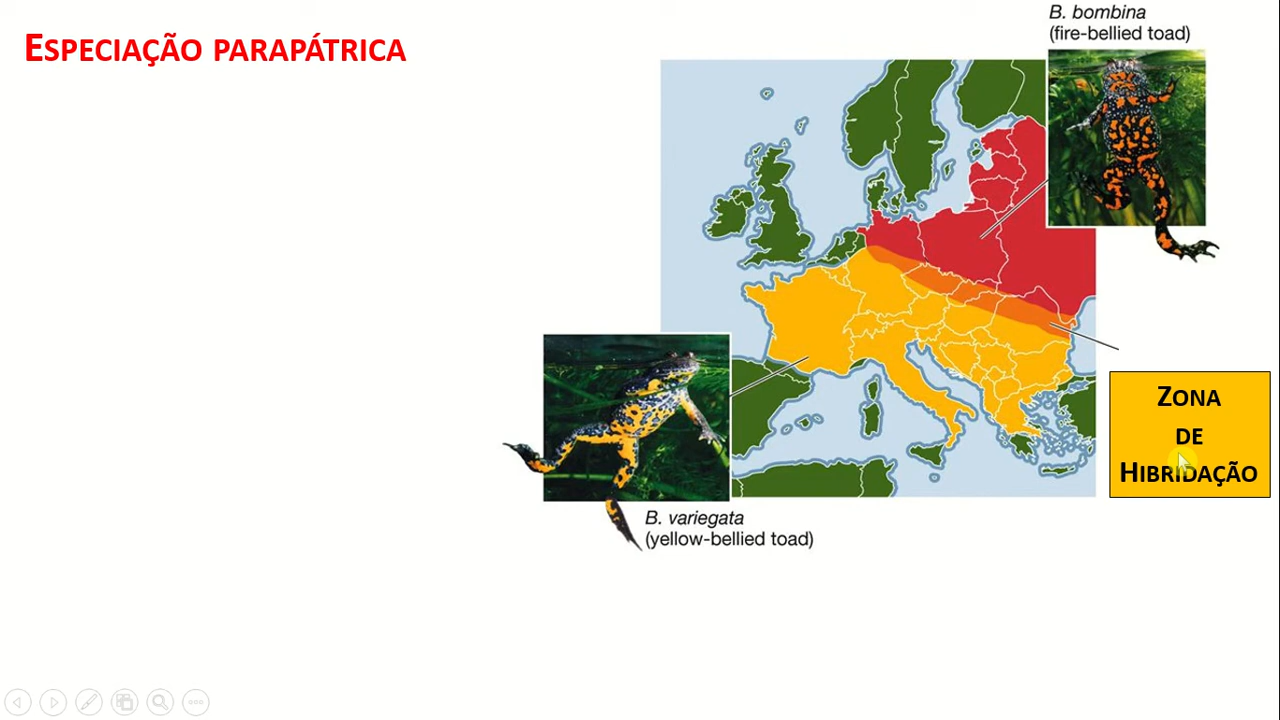 ESPECIAÇÃO PARAPÁTRICA
B. bombina
(fire-bellied toad)
ZONA
DE
HIBRIDAÇÃO
B. variegata
(yellow-bellied toad)